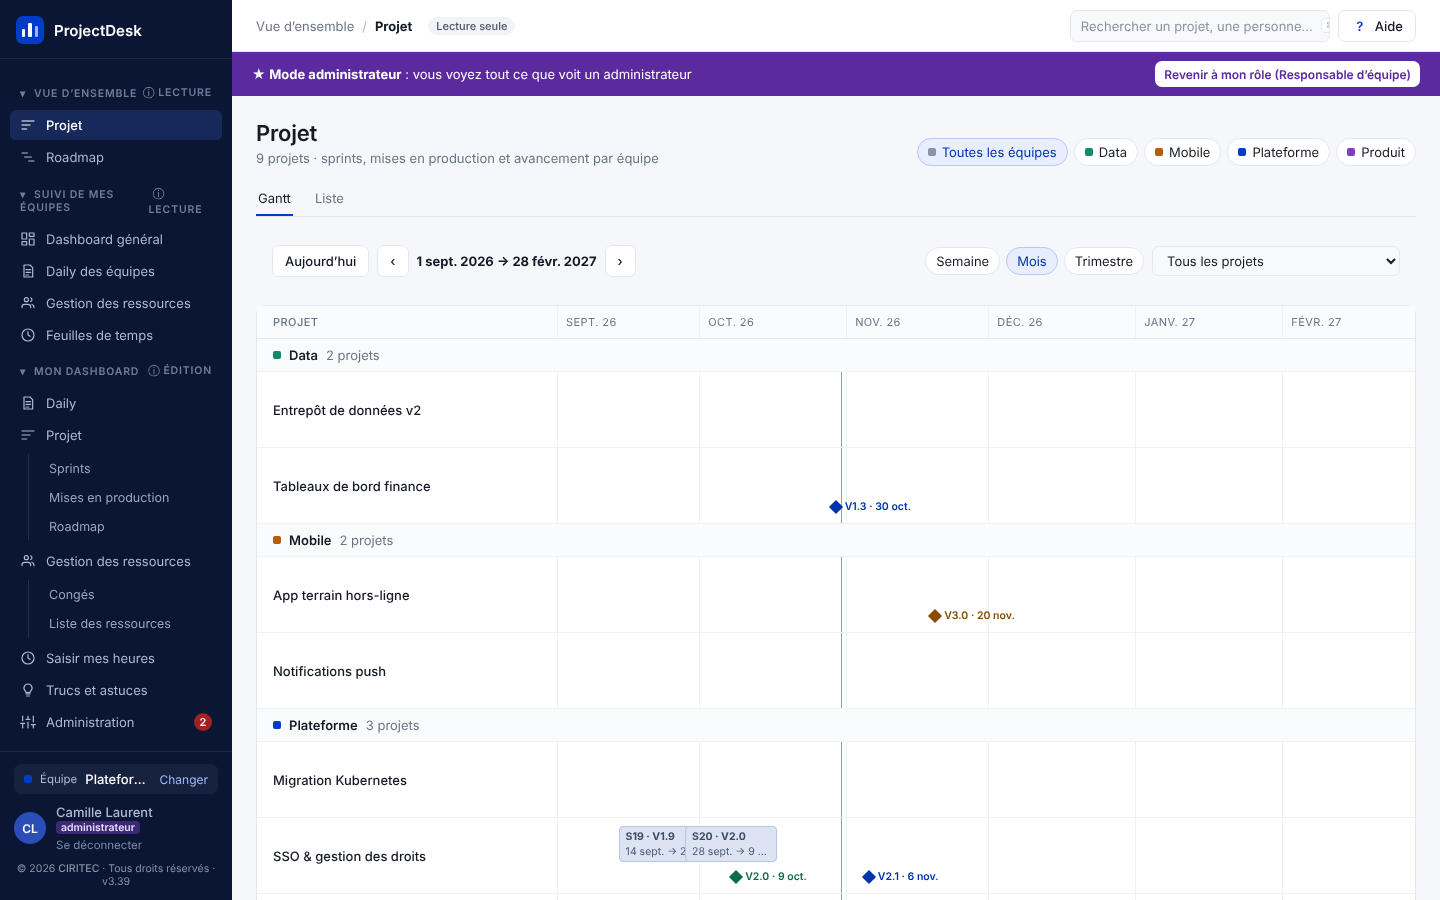 ProjectDesk
▾ VUE D'ENSEMBLE ⓘ LECTURE
Projet
Roadmap
▾ SUIVI DE MES ÉQUIPES ⓘ LECTURE
Dashboard général
Daily des équipes
Gestion des ressources
Feuilles de temps
▾ MON DASHBOARD ⓘ ÉDITION
Daily
Projet
Sprints
Mises en production
Roadmap
Gestion des ressources
Congés
Liste des ressources
Saisir mes heures
Trucs et astuces
Administration 2
Équipe Platefor... Changer
CL Camille Laurent
administrateur
Se déconnecter
© 2026 CIRITEC · Tous droits réservés ·
v3.39
Vue d'ensemble / Projet Lecture seule
Rechercher un projet, une personne...
? Aide
★ Mode administrateur : vous voyez tout ce que voit un administrateur
Revenir à mon rôle (Responsable d'équipe)
Projet
9 projets · sprints, mises en production et avancement par équipe
Toutes les équipes Data Mobile Plateforme Produit
Gantt Liste
Aujourd'hui ‹ 1 sept. 2026 → 28 févr. 2027 ›
Semaine Mois Trimestre Tous les projets
PROJET SEPT. 26 OCT. 26 NOV. 26 DÉC. 26 JANV. 27 FÉVR. 27
Data 2 projets
Entrepôt de données v2
Tableaux de bord finance
V1.3 · 30 oct.
Mobile 2 projets
App terrain hors-ligne
V3.0 · 20 nov.
Notifications push
Plateforme 3 projets
Migration Kubernetes
SSO & gestion des droits
S19 · V1.9 S20 · V2.0
14 sept. → 2 28 sept. → 9 ...
V2.0 · 9 oct. V2.1 · 6 nov.